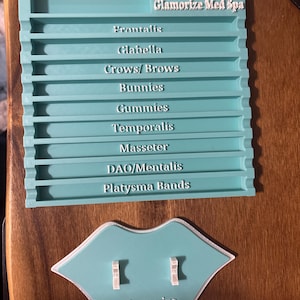 Glamorize Med Spa
Frontalis
Glabella
Crows/ Brows
Bunnies
Gummies
Temporalis
Masseter
DAO/Mentalis
Platysma Bands